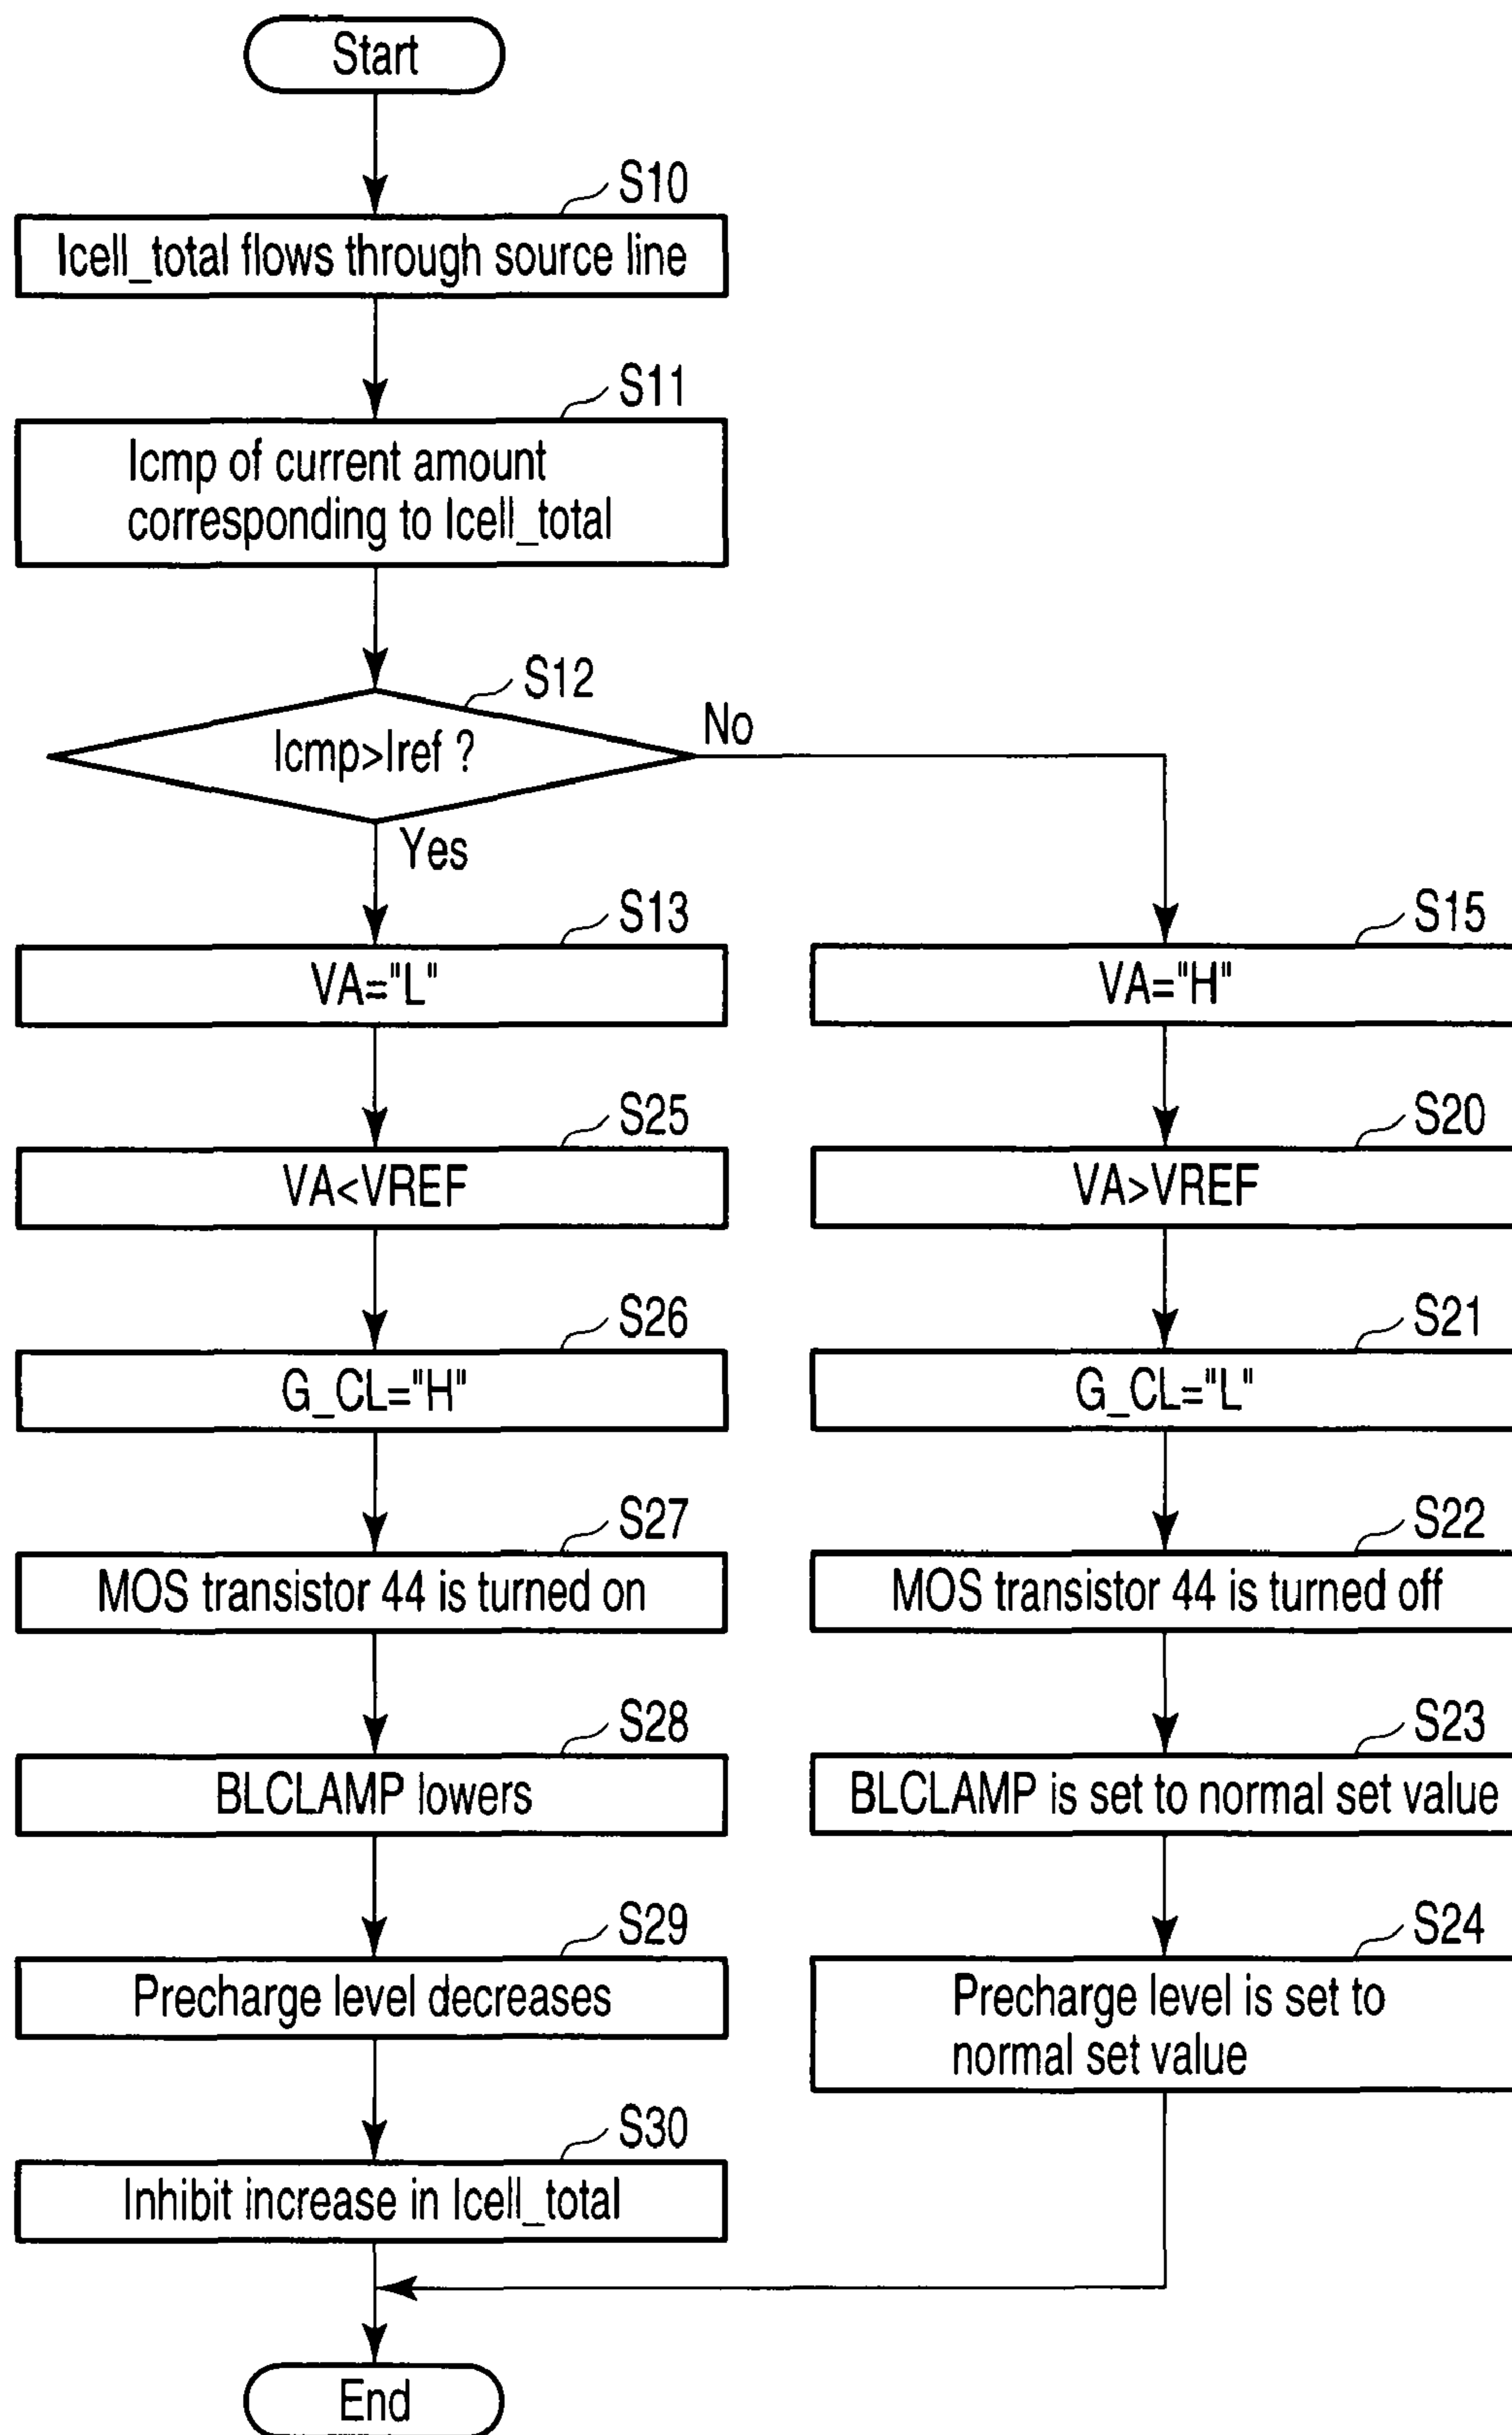 Start
S10
Icell_total flows through source line
S11
Icmp of current amount
corresponding to Icell_total
S12
Icmp>Iref ?
No
Yes
S13
VA="L"
S15
VA="H"
S25
VA<VREF
S20
VA>VREF
S26
G_CL="H"
S21
G_CL="L"
S27
MOS transistor 44 is turned on
S22
MOS transistor 44 is turned off
S28
BLCLAMP lowers
S23
BLCLAMP is set to normal set value
S29
Precharge level decreases
S24
Precharge level is set to
normal set value
S30
Inhibit increase in Icell_total
End